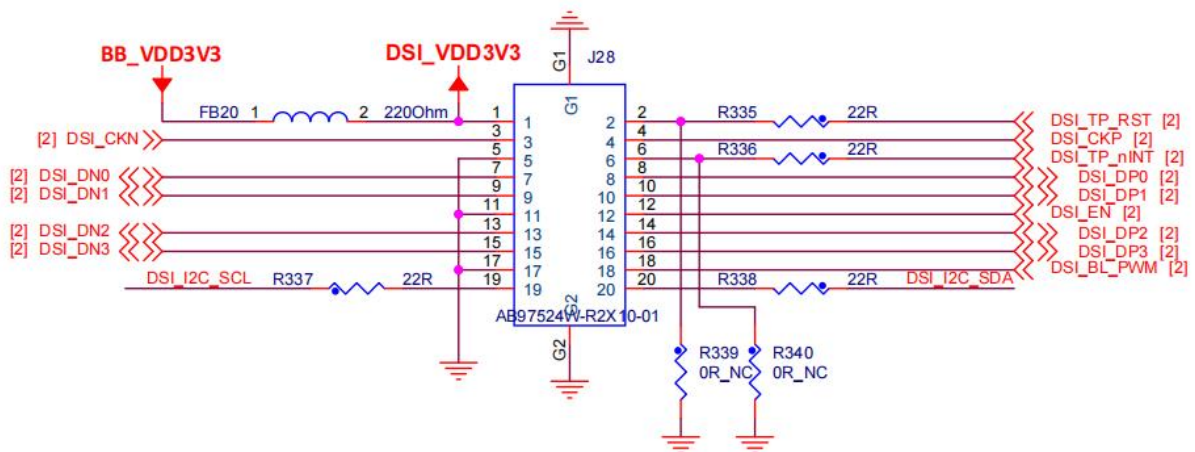 BB_VDD3V3
DSI_VDD3V3
G1
J28
FB20 1 2 220Ohm
1 1 G1 2 2 R335 22R DSI_TP_RST [2]
[2] DSI_CKN 3 3 4 4 DSI_CKP [2]
5 5 6 6 R336 22R DSI_TP_nINT [2]
[2] DSI_DN0 7 7 8 8 DSI_DP0 [2]
[2] DSI_DN1 9 9 10 10 DSI_DP1 [2]
11 11 12 12 DSI_EN [2]
[2] DSI_DN2 13 13 14 14 DSI_DP2 [2]
[2] DSI_DN3 15 15 16 16 DSI_DP3 [2]
17 17 18 18 DSI_BL_PWM [2]
DSI_I2C_SCL R337 22R 19 19 20 20 R338 22R DSI_I2C_SDA
G2
AB97524W-R2X10-01
G2
R339 R340
0R_NC 0R_NC